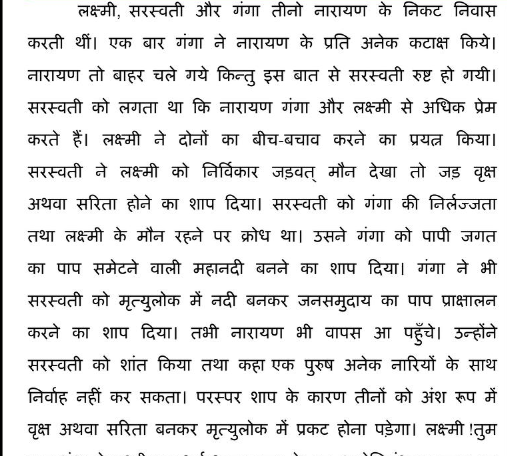 लक्ष्मी, सरस्वती और गंगा तीनो नारायण के निकट निवास
करती थीं। एक बार गंगा ने नारायण के प्रति अनेक कटाक्ष किये।
नारायण तो बाहर चले गये किन्तु इस बात से सरस्वती रुष्ट हो गयी।
सरस्वती को लगता था कि नारायण गंगा और लक्ष्मी से अधिक प्रेम
करते हैं। लक्ष्मी ने दोनों का बीच-बचाव करने का प्रयत्न किया।
सरस्वती ने लक्ष्मी को निर्विकार जड़वत् मौन देखा तो जड़ वृक्ष
अथवा सरिता होने का शाप दिया। सरस्वती को गंगा की निर्लज्जता
तथा लक्ष्मी के मौन रहने पर क्रोध था। उसने गंगा को पापी जगत
का पाप समेटने वाली महानदी बनने का शाप दिया। गंगा ने भी
सरस्वती को मृत्युलोक में नदी बनकर जनसमुदाय का पाप प्राक्षालन
करने का शाप दिया। तभी नारायण भी वापस आ पहुँचे। उन्होंने
सरस्वती को शांत किया तथा कहा एक पुरुष अनेक नारियों के साथ
निर्वाह नहीं कर सकता। परस्पर शाप के कारण तीनों को अंश रूप में
वृक्ष अथवा सरिता बनकर मृत्युलोक में प्रकट होना पड़ेगा। लक्ष्मी !तुम